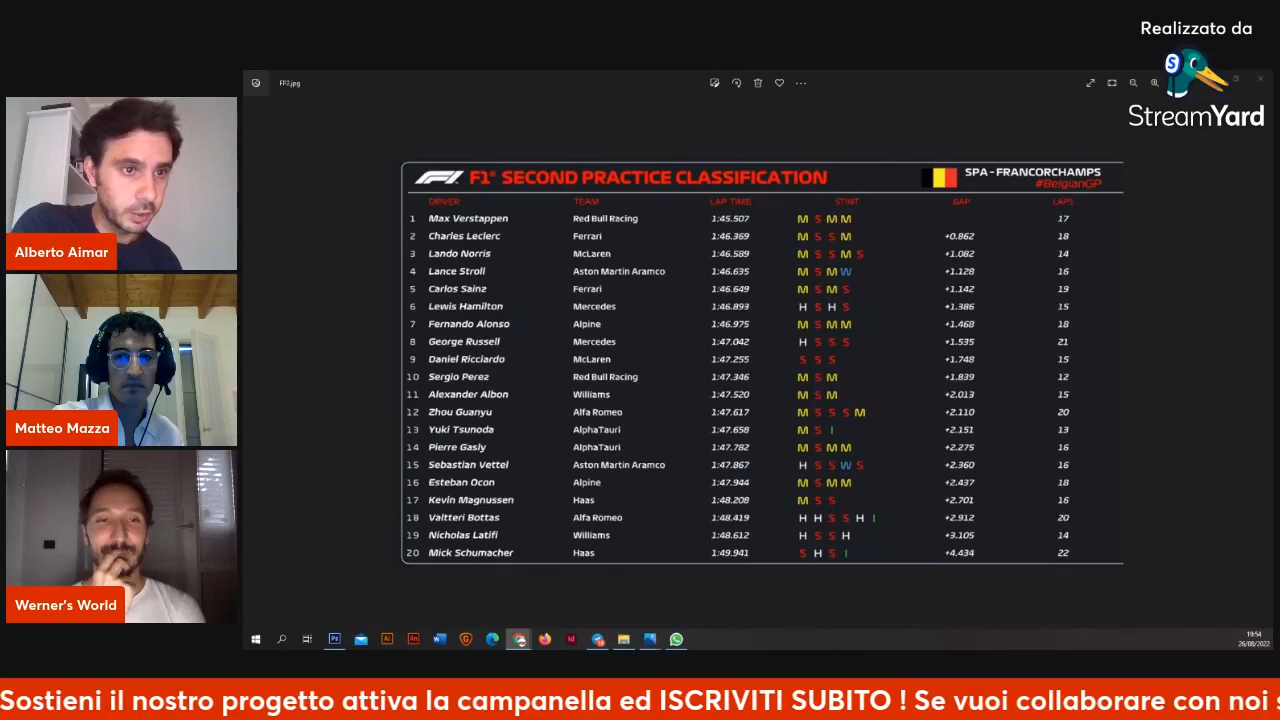 Realizzato da
StreamYard
FP2.jpg
Alberto Aimar
Matteo Mazza
Werner's World
F1 F1® SECOND PRACTICE CLASSIFICATION
SPA - FRANCORCHAMPS
#BelgianGP
DRIVER TEAM LAP TIME STINT GAP LAPS
1 Max Verstappen Red Bull Racing 1:45.507 M S M M 17
2 Charles Leclerc Ferrari 1:46.369 M S S M +0.862 18
3 Lando Norris McLaren 1:46.589 M S S M S +1.082 14
4 Lance Stroll Aston Martin Aramco 1:46.635 M S M W +1.128 16
5 Carlos Sainz Ferrari 1:46.649 M S M S +1.142 19
6 Lewis Hamilton Mercedes 1:46.893 H S H S +1.386 15
7 Fernando Alonso Alpine 1:46.975 M S M M +1.468 18
8 George Russell Mercedes 1:47.042 H S S S +1.535 21
9 Daniel Ricciardo McLaren 1:47.255 S S S +1.748 15
10 Sergio Perez Red Bull Racing 1:47.346 M S M +1.839 12
11 Alexander Albon Williams 1:47.520 M S M +2.013 15
12 Zhou Guanyu Alfa Romeo 1:47.617 M S S S M +2.110 20
13 Yuki Tsunoda AlphaTauri 1:47.658 M S I +2.151 13
14 Pierre Gasly AlphaTauri 1:47.782 M S M M +2.275 16
15 Sebastian Vettel Aston Martin Aramco 1:47.867 H S S W S +2.360 16
16 Esteban Ocon Alpine 1:47.944 M S M M +2.437 18
17 Kevin Magnussen Haas 1:48.208 M S S +2.701 16
18 Valtteri Bottas Alfa Romeo 1:48.419 H H S S H I +2.912 20
19 Nicholas Latifi Williams 1:48.612 H S S H +3.105 14
20 Mick Schumacher Haas 1:49.941 S H S I +4.434 22
19:54
26/08/2022
Sostieni il nostro progetto attiva la campanella ed ISCRIVITI SUBITO ! Se vuoi collaborare con noi s